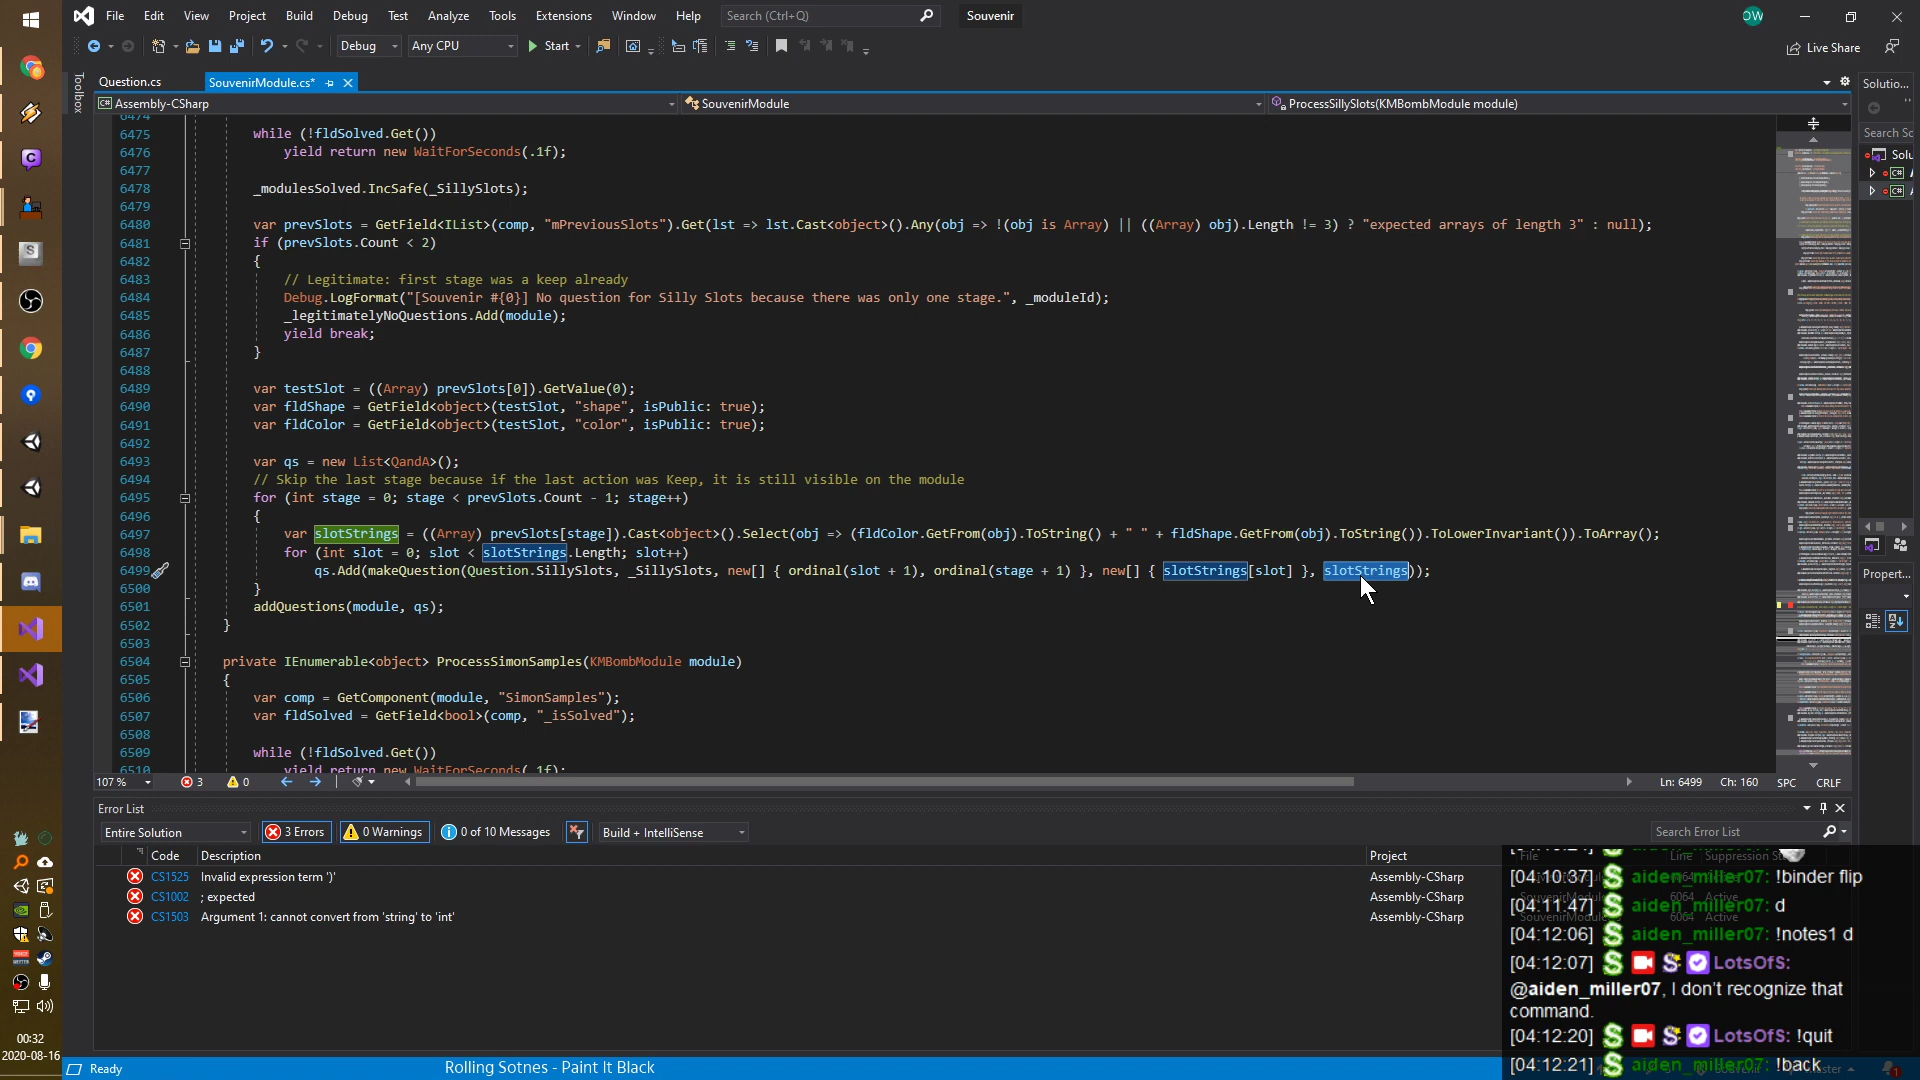 File Edit View Project Build Debug Test Analyze Tools Extensions Window Help Search (Ctrl+Q) Souvenir OW
Debug Any CPU Start Live Share
Toolbox
Question.cs SouvenirModule.cs* Solutio...
Assembly-CSharp SouvenirModule ProcessSillySlots(KMBombModule module)
6474
6475 while (!fldSolved.Get())
6476 yield return new WaitForSeconds(.1f);
6477
6478 _modulesSolved.IncSafe(_SillySlots);
6479
6480 var prevSlots = GetField<IList>(comp, "mPreviousSlots").Get(lst => lst.Cast<object>().Any(obj => !(obj is Array) || ((Array) obj).Length != 3) ? "expected arrays of length 3" : null);
6481 if (prevSlots.Count < 2)
6482 {
6483 // Legitimate: first stage was a keep already
6484 Debug.LogFormat("[Souvenir #{0}] No question for Silly Slots because there was only one stage.", _moduleId);
6485 _legitimatelyNoQuestions.Add(module);
6486 yield break;
6487 }
6488
6489 var testSlot = ((Array) prevSlots[0]).GetValue(0);
6490 var fldShape = GetField<object>(testSlot, "shape", isPublic: true);
6491 var fldColor = GetField<object>(testSlot, "color", isPublic: true);
6492
6493 var qs = new List<QandA>();
6494 // Skip the last stage because if the last action was Keep, it is still visible on the module
6495 for (int stage = 0; stage < prevSlots.Count - 1; stage++)
6496 {
6497 var slotStrings = ((Array) prevSlots[stage]).Cast<object>().Select(obj => (fldColor.GetFrom(obj).ToString() + " " + fldShape.GetFrom(obj).ToString()).ToLowerInvariant()).ToArray();
6498 for (int slot = 0; slot < slotStrings.Length; slot++)
6499 qs.Add(makeQuestion(Question.SillySlots, _SillySlots, new[] { ordinal(slot + 1), ordinal(stage + 1) }, new[] { slotStrings[slot] }, slotStrings));
6500 }
6501 addQuestions(module, qs);
6502 }
6503
6504 private IEnumerable<object> ProcessSimonSamples(KMBombModule module)
6505 {
6506 var comp = GetComponent(module, "SimonSamples");
6507 var fldSolved = GetField<bool>(comp, "_isSolved");
6508
6509 while (!fldSolved.Get())
6510 yield return new WaitForSeconds(.1f);
Search Sc
Solu
Propert...
107 % 3 0 Ln: 6499 Ch: 160 SPC CRLF
Error List
Entire Solution 3 Errors 0 Warnings 0 of 10 Messages Build + IntelliSense Search Error List
Code Description Project File Line Suppression St
CS1525 Invalid expression term ')' Assembly-CSharp
CS1002 ; expected Assembly-CSharp
CS1503 Argument 1: cannot convert from 'string' to 'int' Assembly-CSharp
[04:10:37] aiden_miller07: !binder flip
[04:11:47] aiden_miller07: d
[04:12:06] aiden_miller07: !notes1 d
[04:12:07] LotsOfS:
@aiden_miller07, I don't recognize that
command.
[04:12:20] LotsOfS: !quit
[04:12:21] aiden_miller07: !back
00:32
2020-08-16
Ready Rolling Sotnes - Paint It Black